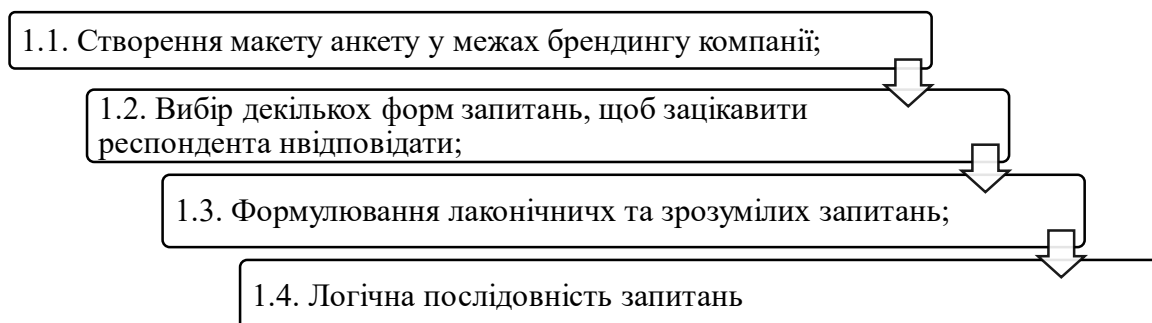 1.1. Створення макету анкету у межах брендингу компанії;
1.2. Вибір декількох форм запитань, щоб зацікавити
респондента нвідповідати;
1.3. Формулювання лаконічничх та зрозумілих запитань;
1.4. Логічна послідовність запитань